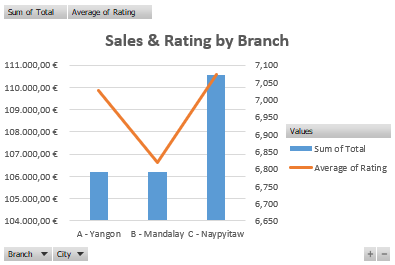 Sum of Total Average of Rating
Sales & Rating by Branch
111.000,00 € 7,100
110.000,00 € 7,050
109.000,00 € 7,000
6,950
108.000,00 € 6,900
107.000,00 € 6,850
106.000,00 € 6,800
6,750
105.000,00 € 6,700
104.000,00 € 6,650
Values
Sum of Total
Average of Rating
A - Yangon B - Mandalay C - Naypyitaw
Branch City
+ −